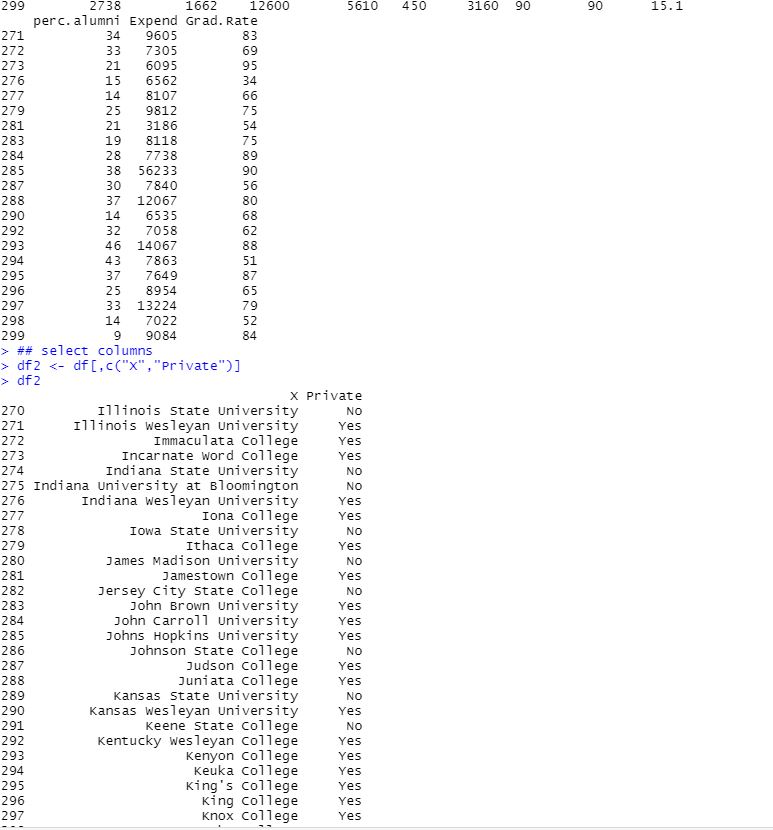 299 2738 1662 12600 5610 450 3160 90 90 15.1
perc.alumni Expend Grad.Rate
271 34 9605 83
272 33 7305 69
273 21 6095 95
276 15 6562 34
277 14 8107 66
279 25 9812 75
281 21 3186 54
283 19 8118 75
284 28 7738 89
285 38 56233 90
287 30 7840 56
288 37 12067 80
290 14 6535 68
292 32 7058 62
293 46 14067 88
294 43 7863 51
295 37 7649 87
296 25 8954 65
297 33 13224 79
298 14 7022 52
299 9 9084 84
> ## select columns
> df2 <- df[,c("X","Private")]
> df2
X Private
270 Illinois State University No
271 Illinois Wesleyan University Yes
272 Immaculata College Yes
273 Incarnate Word College Yes
274 Indiana State University No
275 Indiana University at Bloomington No
276 Indiana Wesleyan University Yes
277 Iona College Yes
278 Iowa State University No
279 Ithaca College Yes
280 James Madison University No
281 Jamestown College Yes
282 Jersey City State College No
283 John Brown University Yes
284 John Carroll University Yes
285 Johns Hopkins University Yes
286 Johnson State College No
287 Judson College Yes
288 Juniata College Yes
289 Kansas State University No
290 Kansas Wesleyan University Yes
291 Keene State College No
292 Kentucky Wesleyan College Yes
293 Kenyon College Yes
294 Keuka College Yes
295 King's College Yes
296 King College Yes
297 Knox College Yes